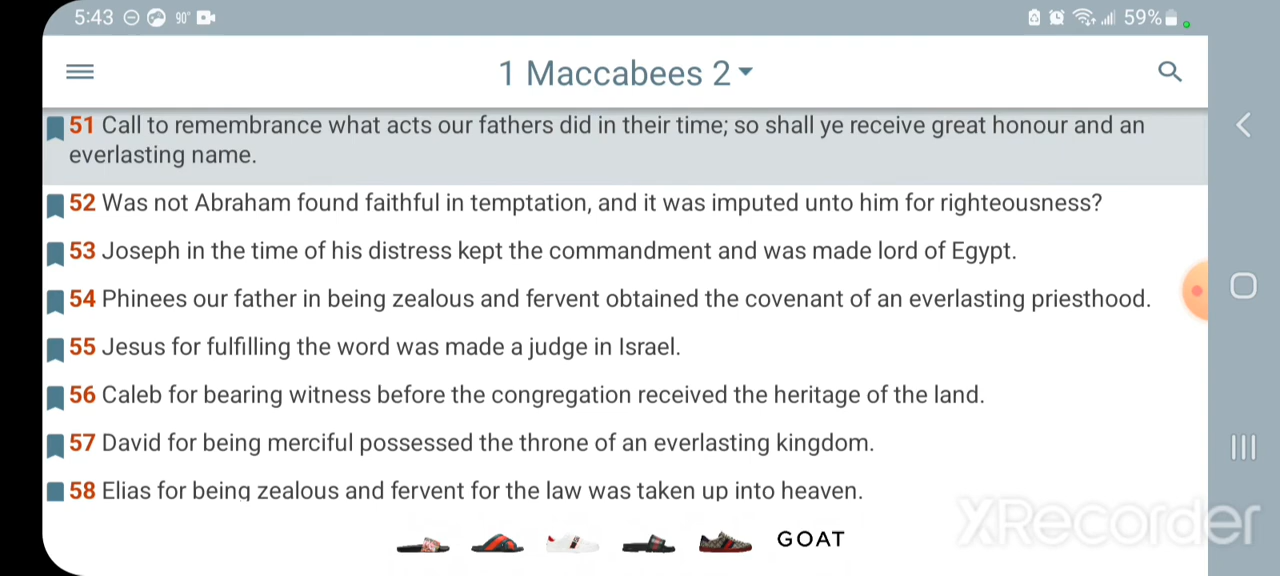 5:43 90° 59%
1 Maccabees 2
51 Call to remembrance what acts our fathers did in their time; so shall ye receive great honour and an
everlasting name.
52 Was not Abraham found faithful in temptation, and it was imputed unto him for righteousness?
53 Joseph in the time of his distress kept the commandment and was made lord of Egypt.
54 Phinees our father in being zealous and fervent obtained the covenant of an everlasting priesthood.
55 Jesus for fulfilling the word was made a judge in Israel.
56 Caleb for bearing witness before the congregation received the heritage of the land.
57 David for being merciful possessed the throne of an everlasting kingdom.
58 Elias for being zealous and fervent for the law was taken up into heaven.
GOAT
XRecorder